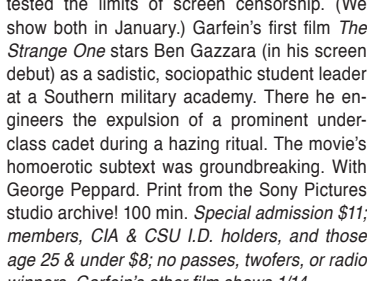 tested the limits of screen censorship. (We
show both in January.) Garfein's first film The
Strange One stars Ben Gazzara (in his screen
debut) as a sadistic, sociopathic student leader
at a Southern military academy. There he en-
gineers the expulsion of a prominent under-
class cadet during a hazing ritual. The movie's
homoerotic subtext was groundbreaking. With
George Peppard. Print from the Sony Pictures
studio archive! 100 min. Special admission $11;
members, CIA & CSU I.D. holders, and those
age 25 & under $8; no passes, twofers, or radio
winners. Garfein's other film shows 1/14.